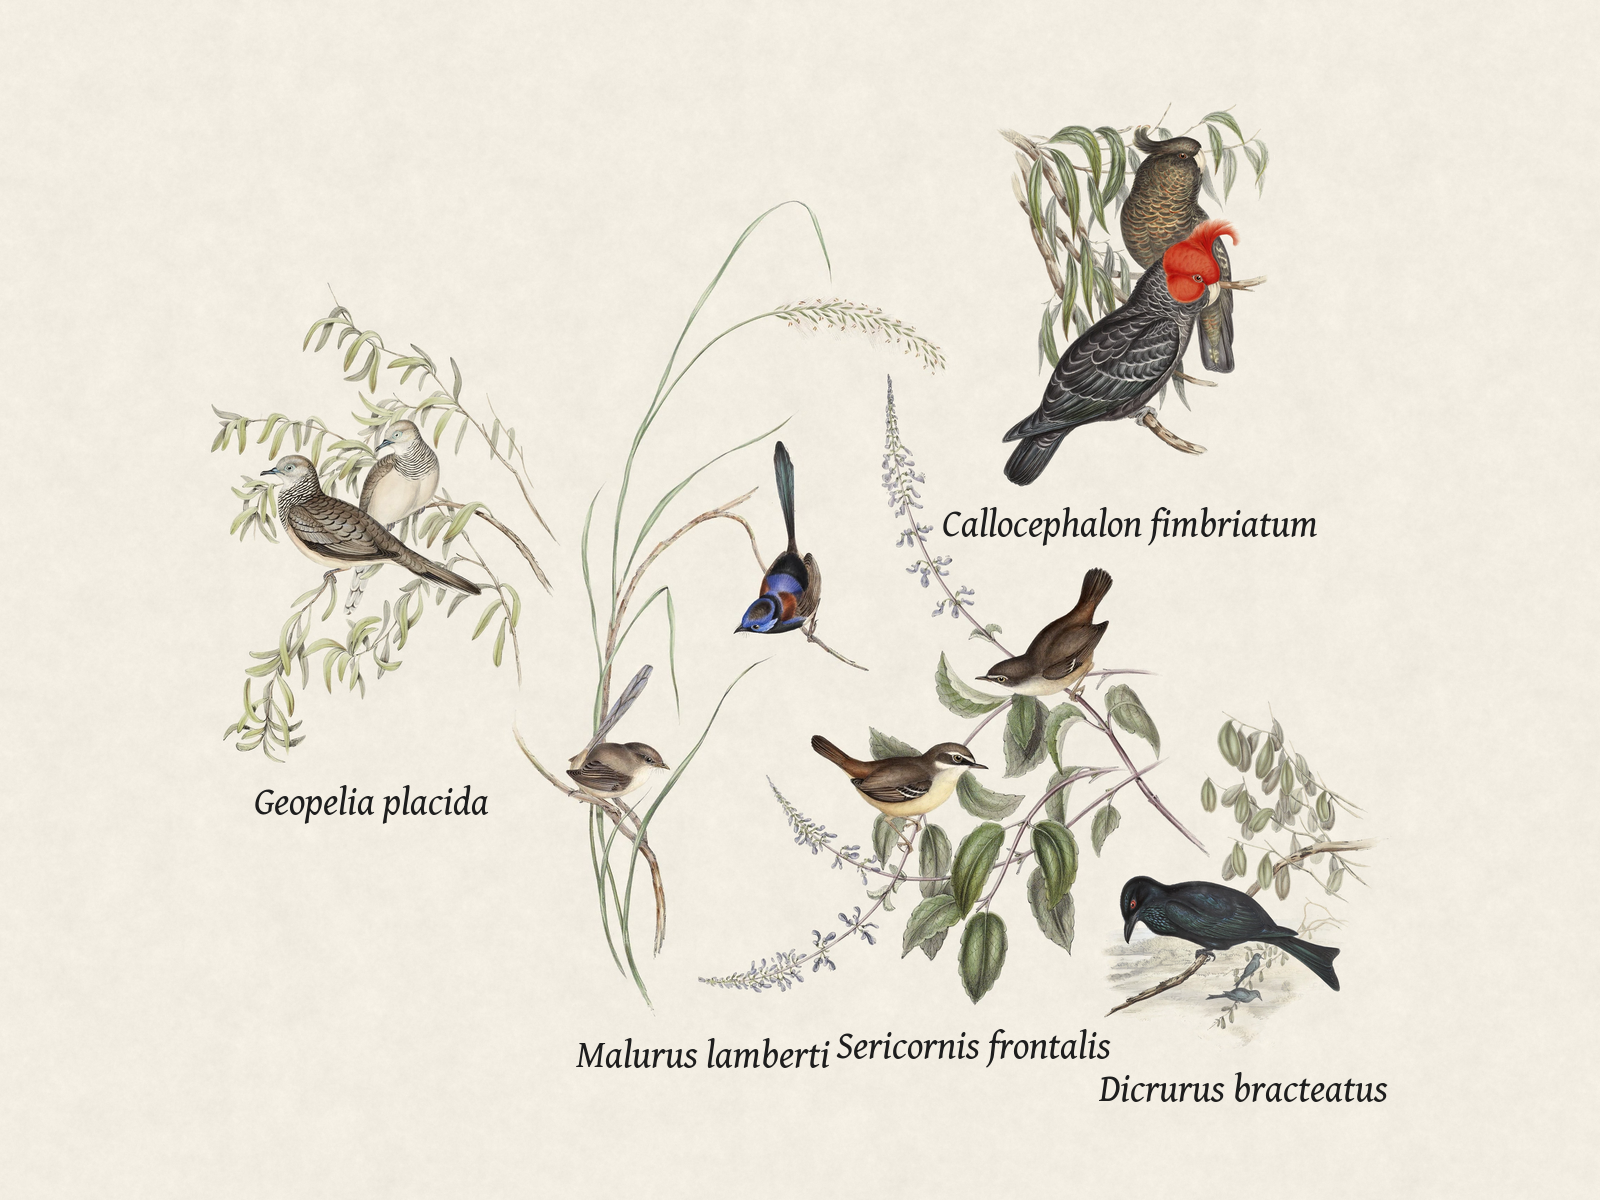 Callocephalon fimbriatum
Geopelia placida
Malurus lamberti
Sericornis frontalis
Dicrurus bracteatus